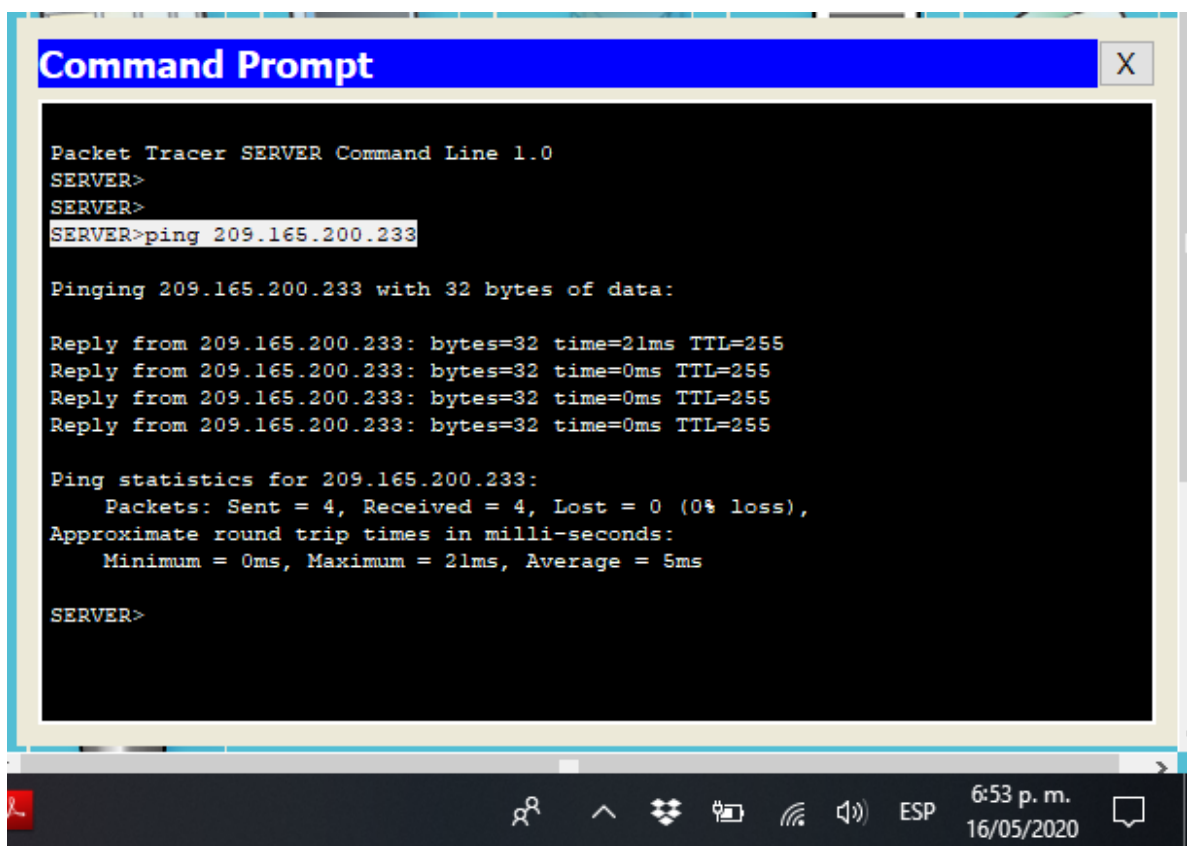 Command Prompt
X
Packet Tracer SERVER Command Line 1.0
SERVER>
SERVER>
SERVER>ping 209.165.200.233
Pinging 209.165.200.233 with 32 bytes of data:
Reply from 209.165.200.233: bytes=32 time=21ms TTL=255
Reply from 209.165.200.233: bytes=32 time=0ms TTL=255
Reply from 209.165.200.233: bytes=32 time=0ms TTL=255
Reply from 209.165.200.233: bytes=32 time=0ms TTL=255
Ping statistics for 209.165.200.233:
Packets: Sent = 4, Received = 4, Lost = 0 (0% loss),
Approximate round trip times in milli-seconds:
Minimum = 0ms, Maximum = 21ms, Average = 5ms
SERVER>
ESP
6:53 p. m.
16/05/2020